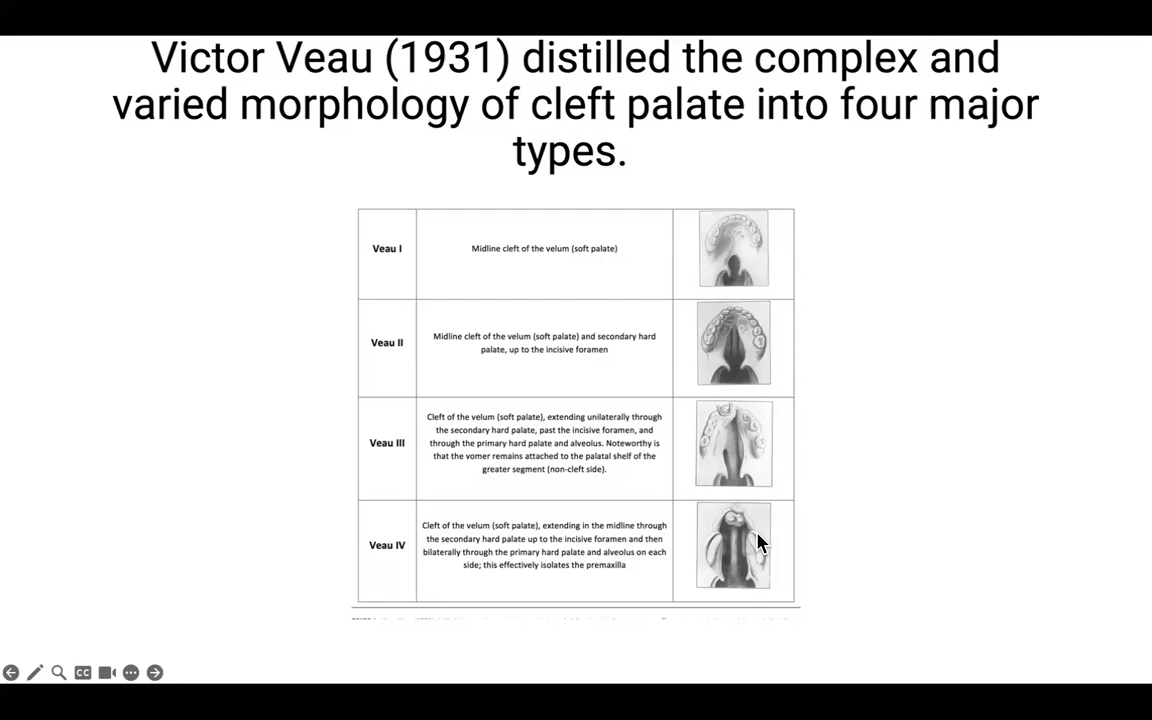 Victor Veau (1931) distilled the complex and
varied morphology of cleft palate into four major
types.
Veau I
Midline cleft of the velum (soft palate)
Veau II
Midline cleft of the velum (soft palate) and secondary hard
palate, up to the incisive foramen
Veau III
Cleft of the velum (soft palate), extending unilaterally through
the secondary hard palate, past the incisive foramen, and
through the primary hard palate and alveolus. Noteworthy is
that the vomer remains attached to the palatal shelf of the
greater segment (non-cleft side).
Veau IV
Cleft of the velum (soft palate), extending in the midline through
the secondary hard palate up to the incisive foramen and then
bilaterally through the primary hard palate and alveolus on each
side; this effectively isolates the premaxilla
CC